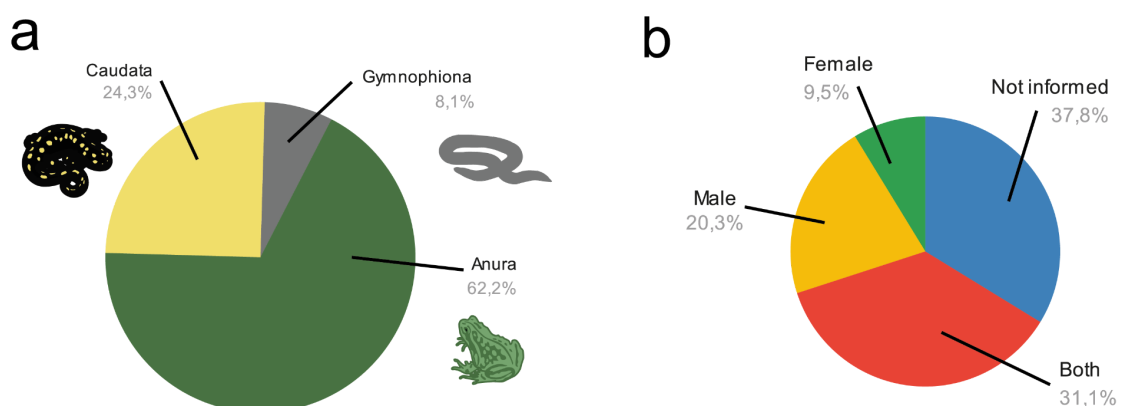 a
Caudata
24,3%
Gymnophiona
8,1%
Anura
62,2%
b
Female
9,5%
Not informed
37,8%
Male
20,3%
Both
31,1%